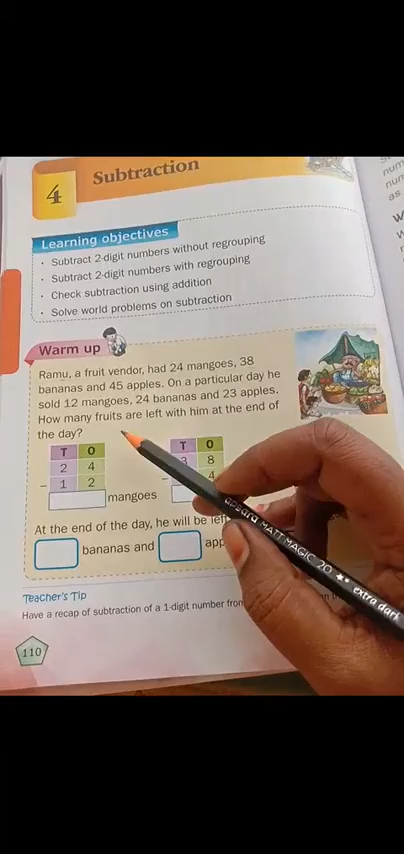 4
Subtraction
Learning objectives
• Subtract 2-digit numbers without regrouping
• Subtract 2-digit numbers with regrouping
• Check subtraction using addition
• Solve world problems on subtraction
Warm up
Ramu, a fruit vendor, had 24 mangoes, 38
bananas and 45 apples. On a particular day he
sold 12 mangoes, 24 bananas and 23 apples.
How many fruits are left with him at the end of
the day?
T O
2 4
− 1 2
mangoes
T O
3 8
4
At the end of the day, he will be left
bananas and
Teacher's Tip
Have a recap of subtraction of a 1-digit number from
110
apsara MATT MAGIC 2.0 ★★ extra dark